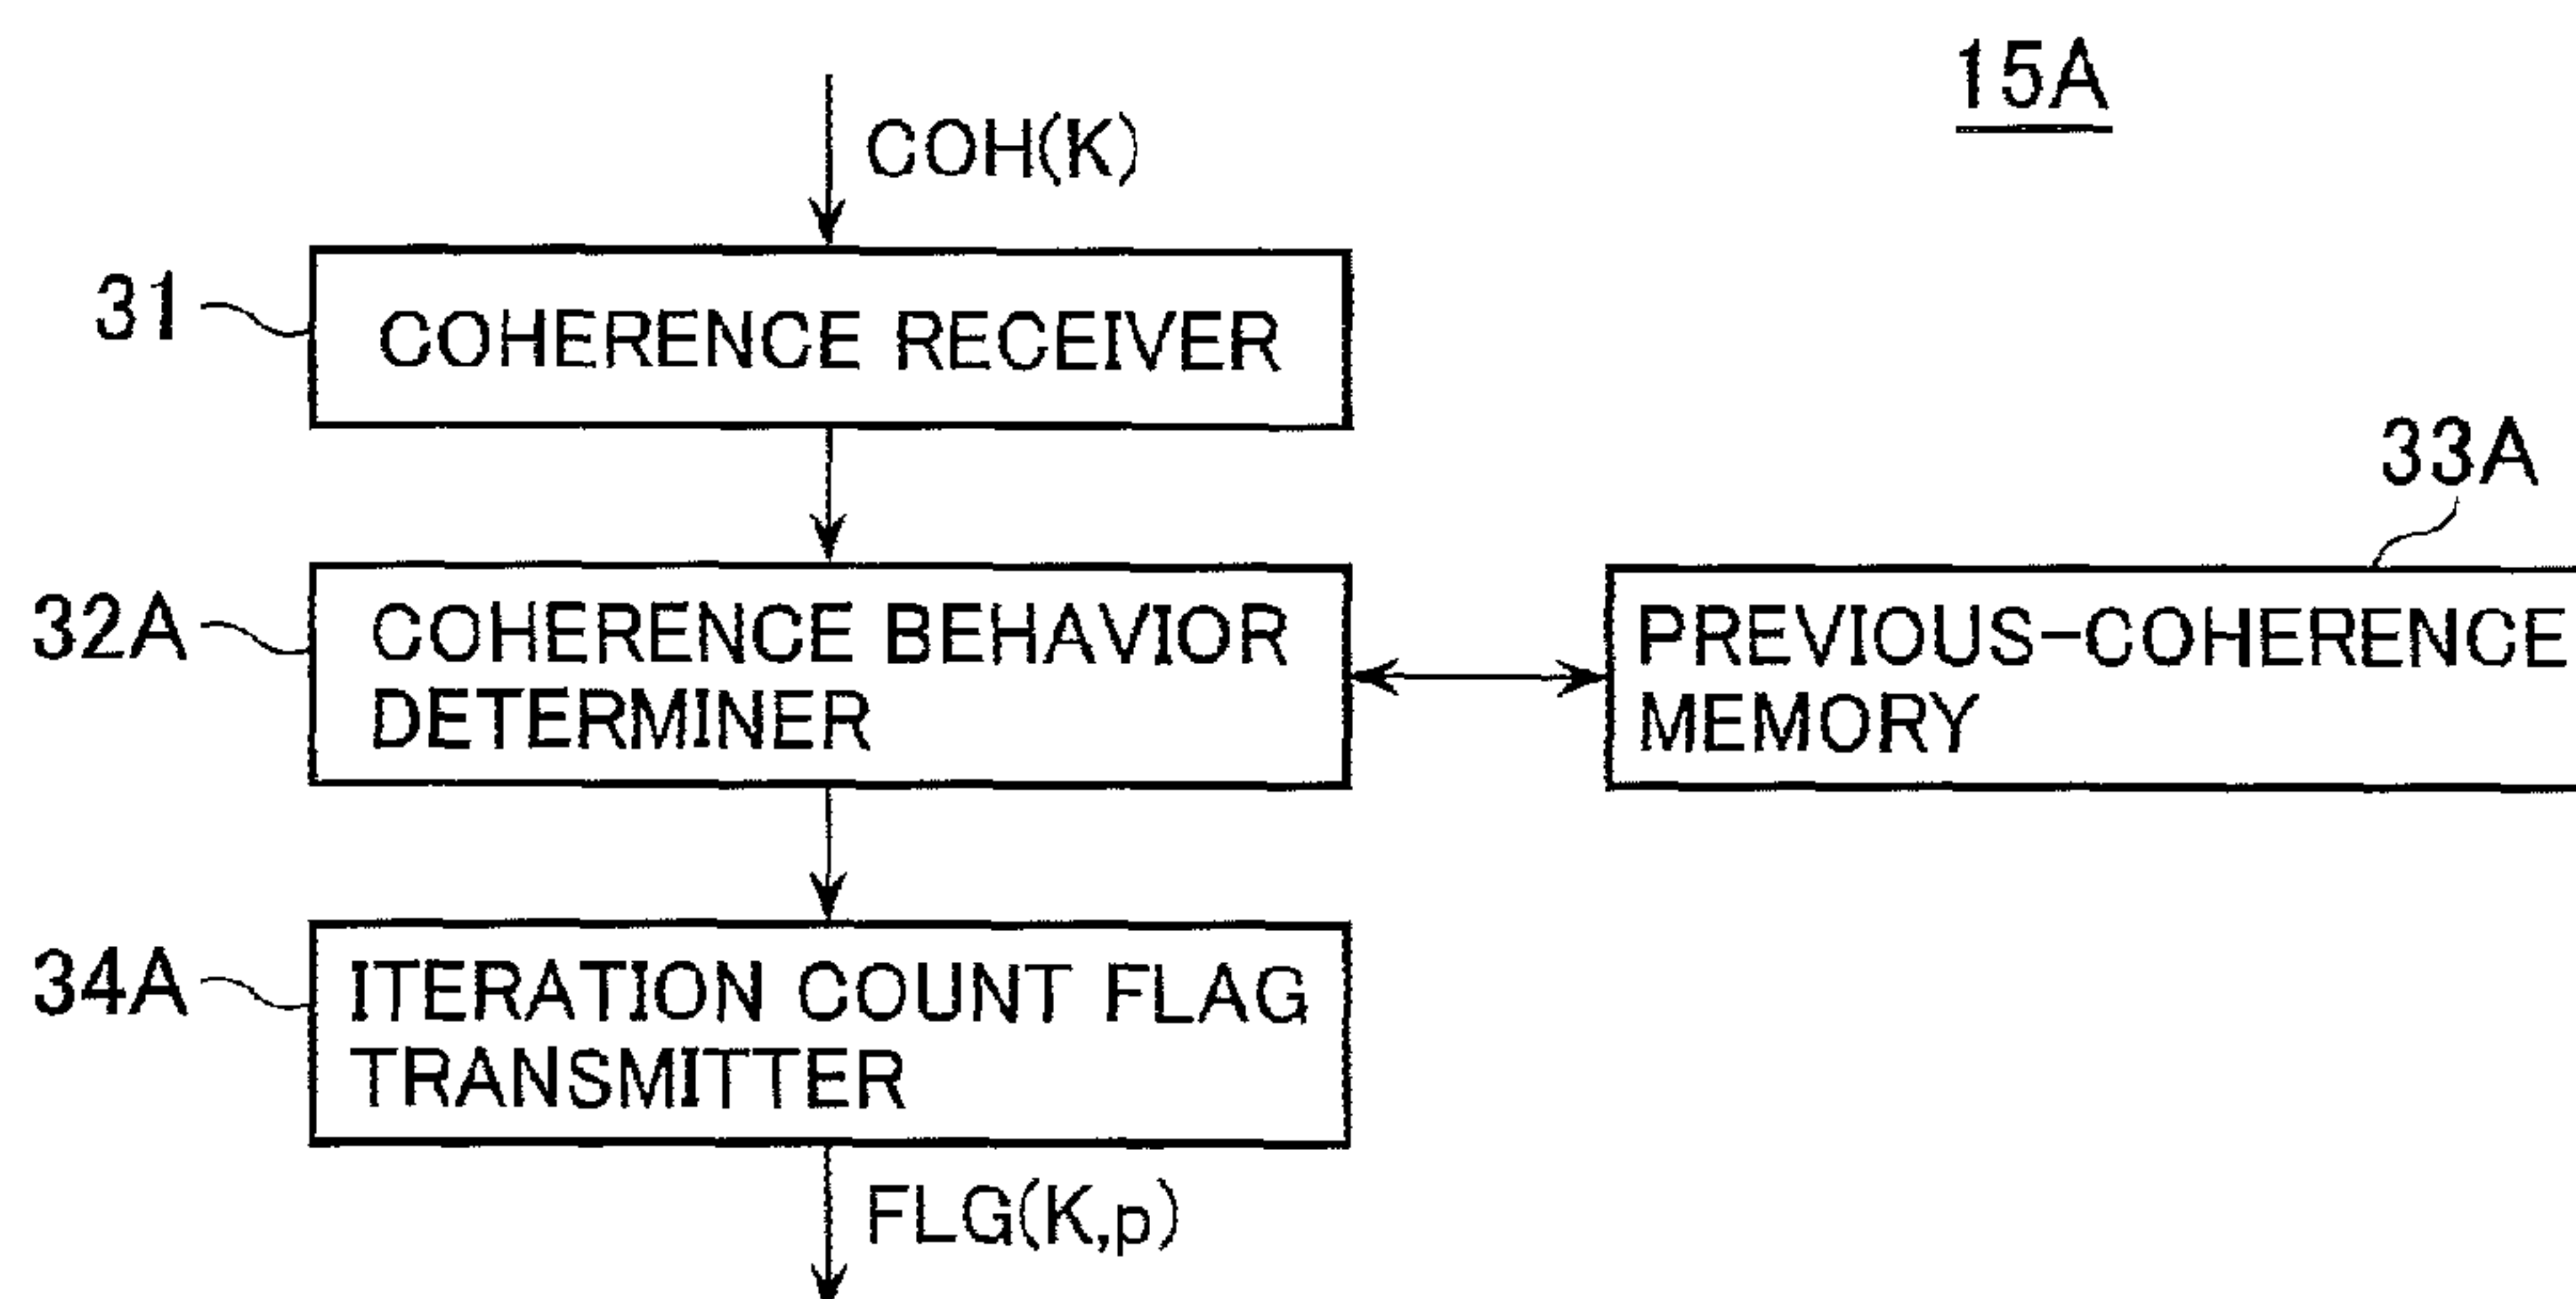 15A
COH(K)
31
COHERENCE RECEIVER
33A
32A
COHERENCE BEHAVIOR
DETERMINER
PREVIOUS-COHERENCE
MEMORY
34A
ITERATION COUNT FLAG
TRANSMITTER
FLG(K,p)